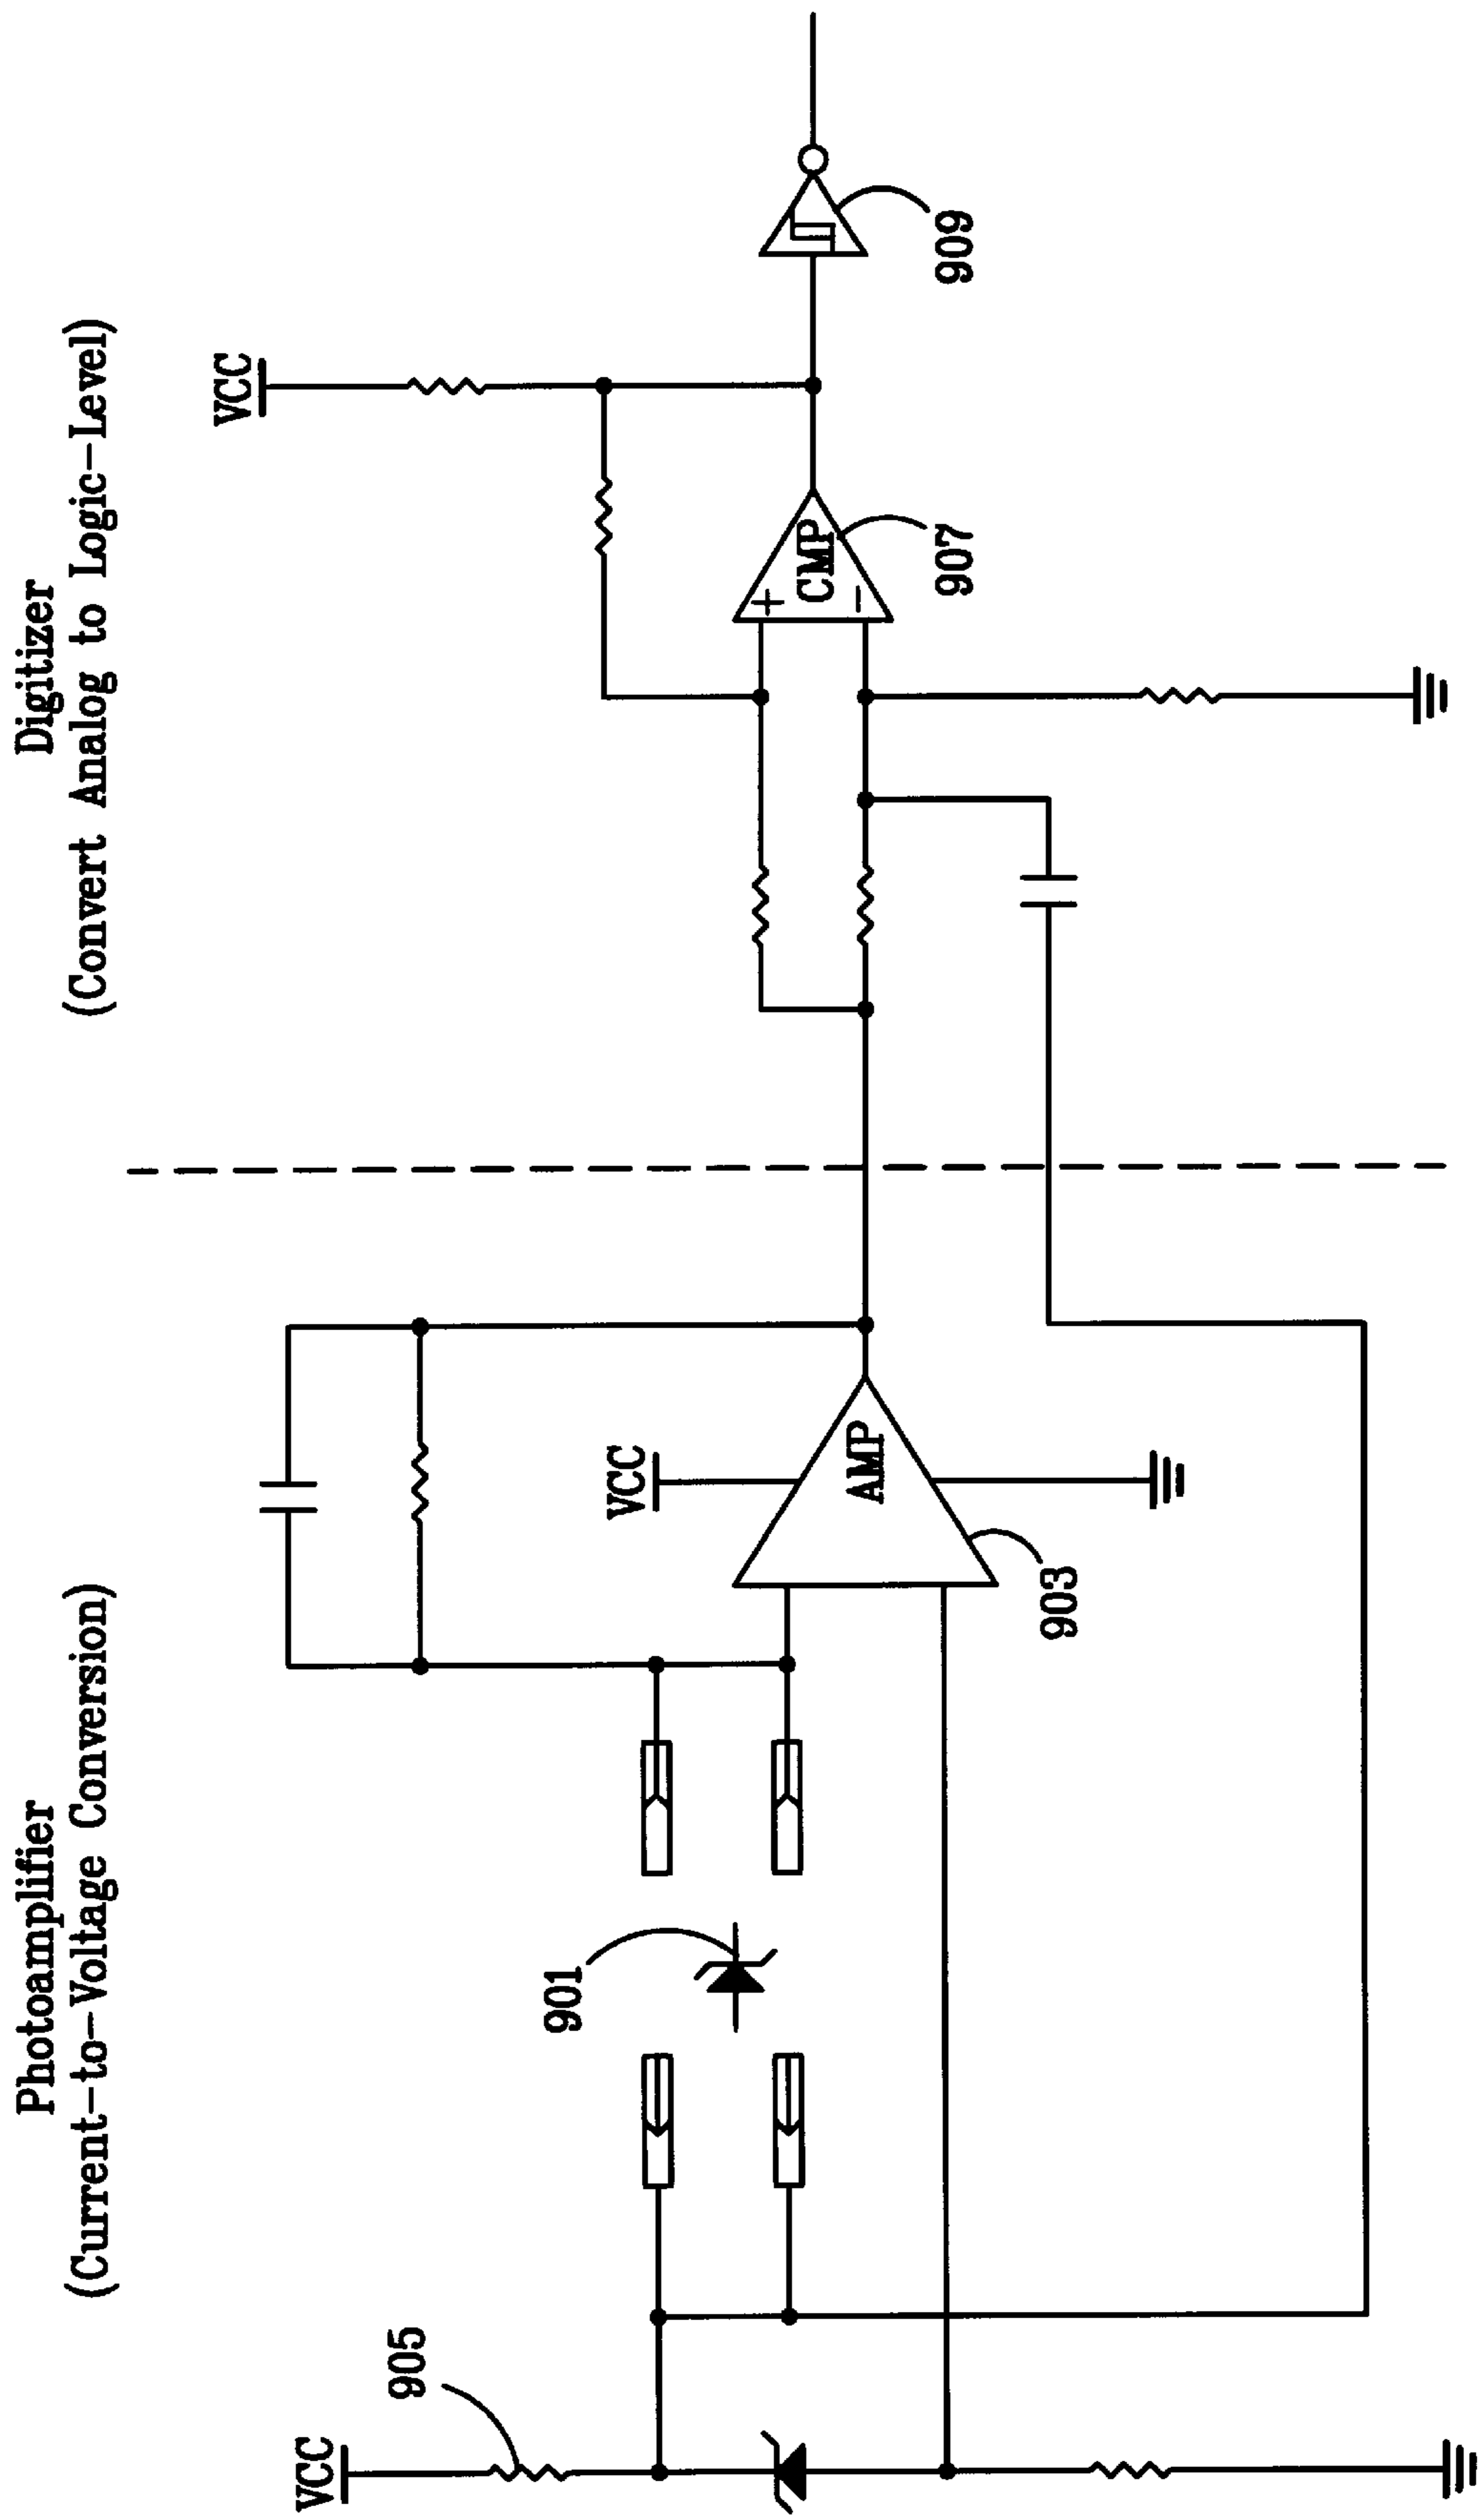 Photoamplifier
(Current-to-Voltage Conversion)
Digitizer
(Convert Analog to Logic-Level)
VCC
905
901
VCC
AMP
903
VCC
+
CMP
-
907
909